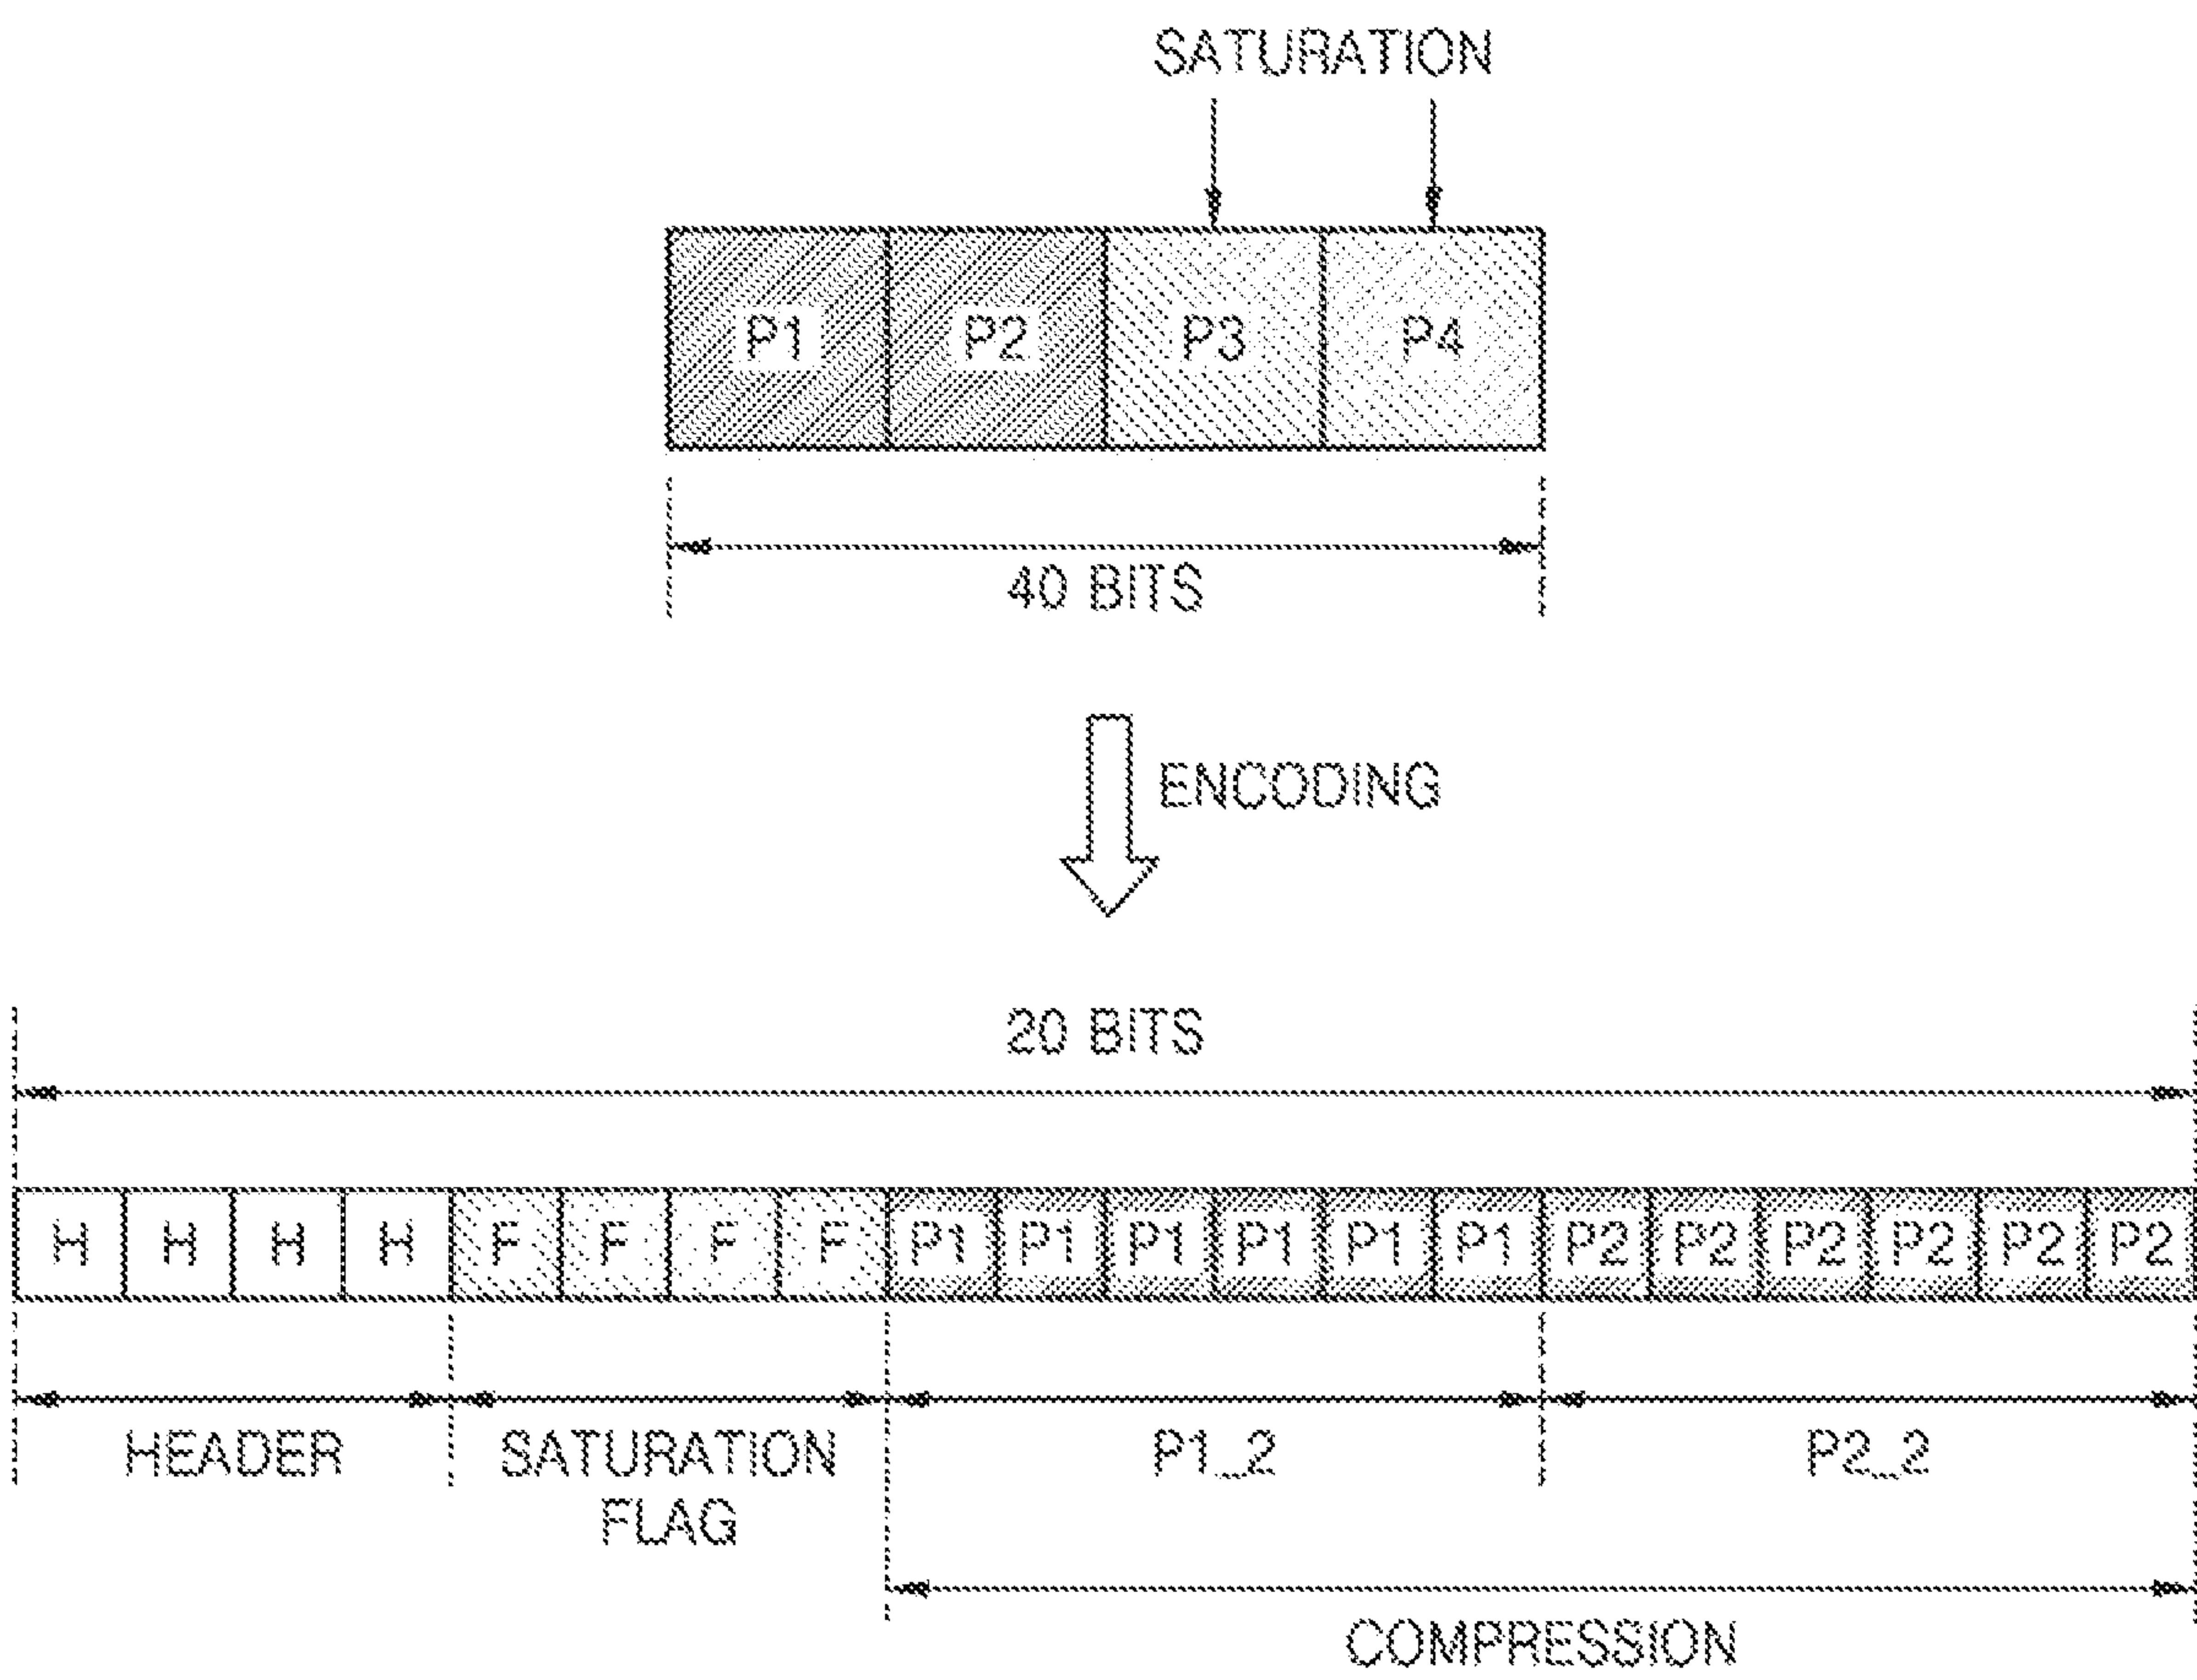 SATURATION
P1 P2 P3 P4
40 BITS
ENCODING
20 BITS
H H H H F F F F P1 P1 P1 P1 P1 P1 P2 P2 P2 P2 P2 P2
HEADER SATURATION P1_2 P2_2
FLAG
COMPRESSION